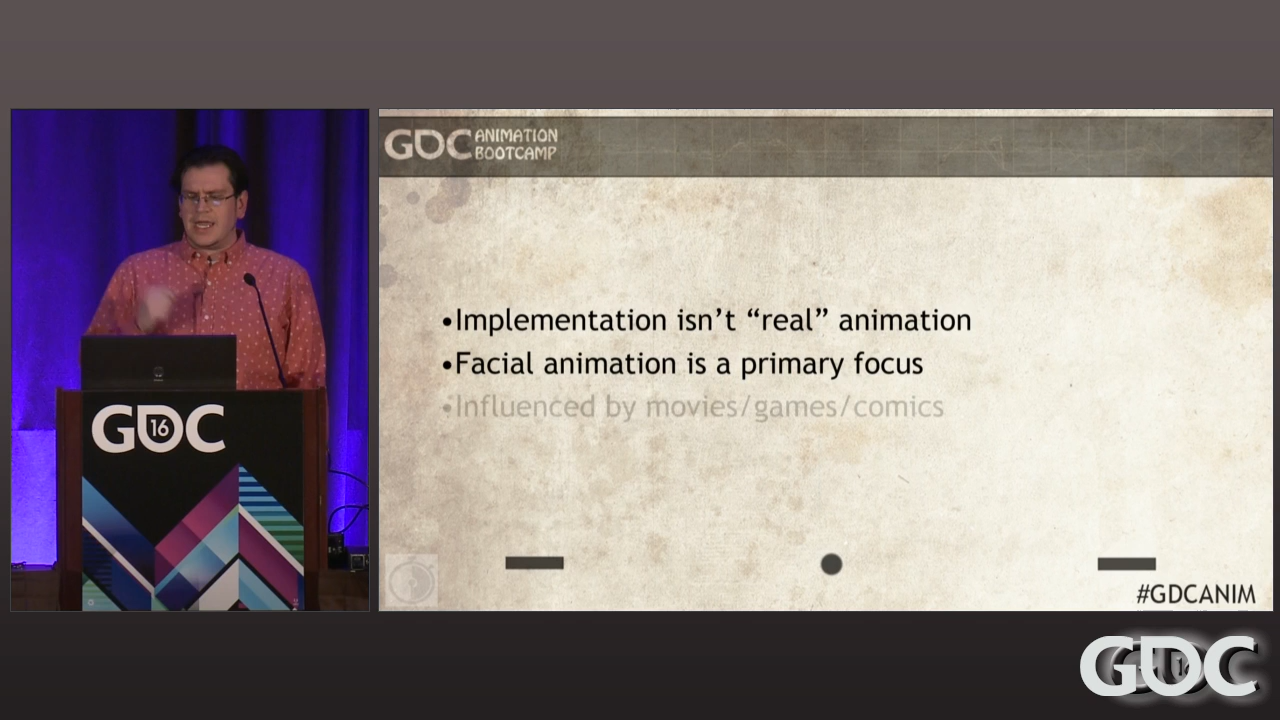 GDC ANIMATION
BOOTCAMP
•Implementation isn’t “real” animation
•Facial animation is a primary focus
•Influenced by movies/games/comics
#GDCANIM
GDC
16
GDC
16